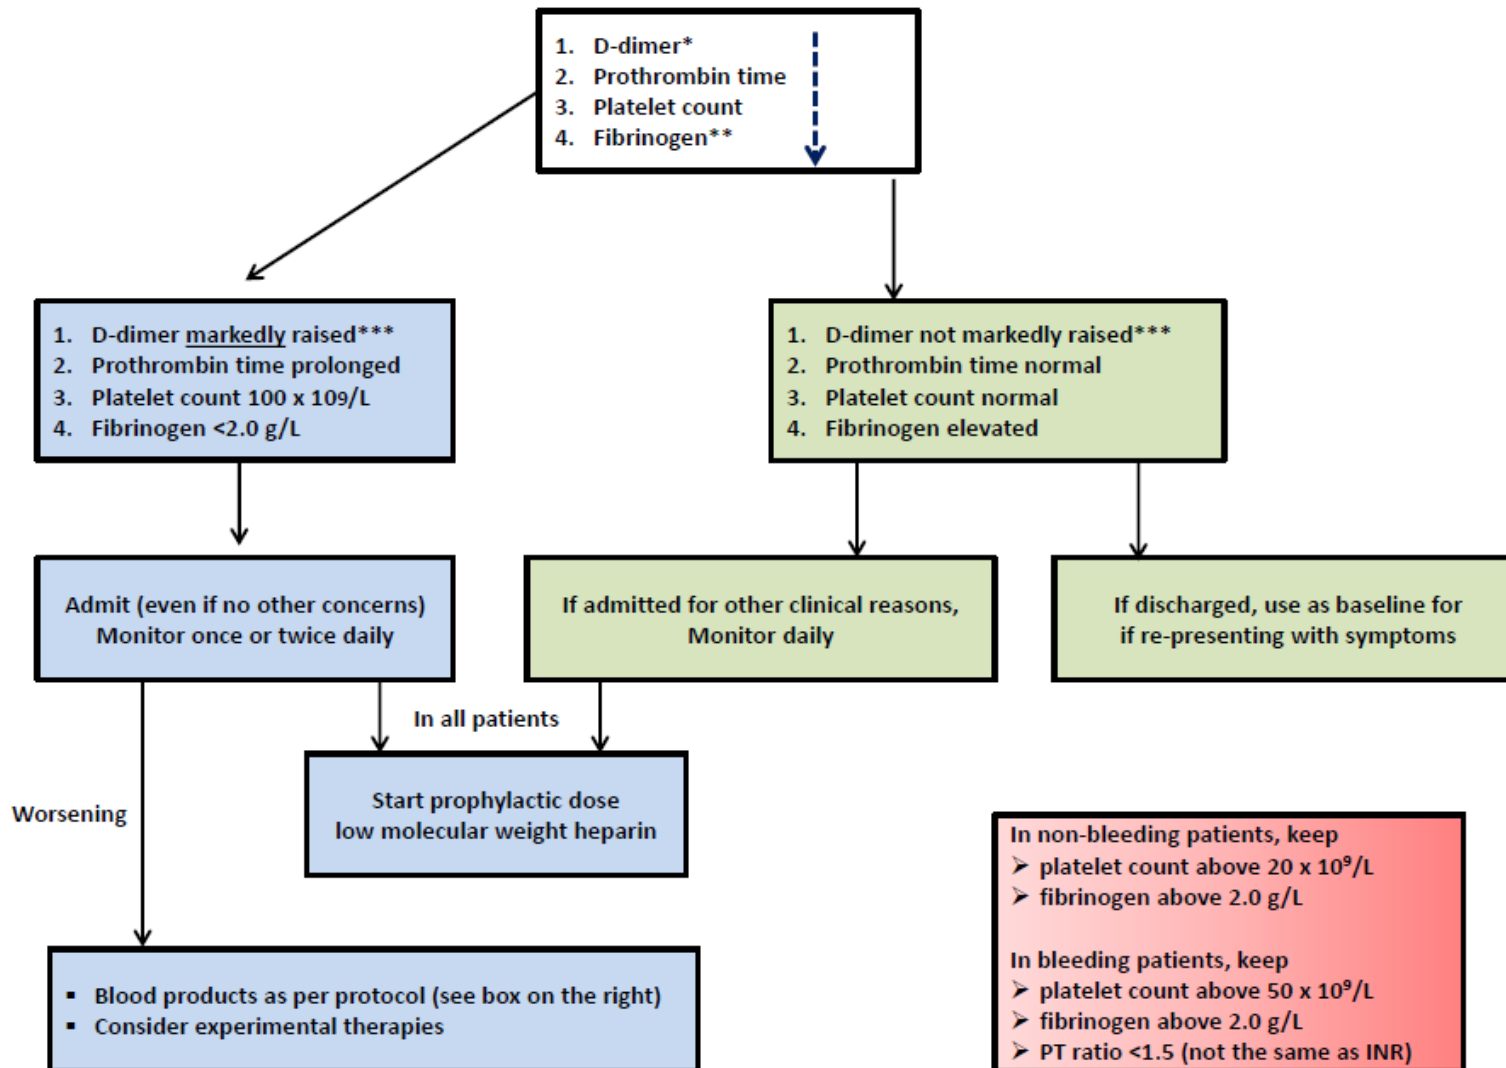 1. D-dimer*
2. Prothrombin time
3. Platelet count
4. Fibrinogen**
1. D-dimer markedly raised***
2. Prothrombin time prolonged
3. Platelet count 100 x 109/L
4. Fibrinogen <2.0 g/L
1. D-dimer not markedly raised***
2. Prothrombin time normal
3. Platelet count normal
4. Fibrinogen elevated
Admit (even if no other concerns)
Monitor once or twice daily
If admitted for other clinical reasons,
Monitor daily
If discharged, use as baseline for
if re-presenting with symptoms
In all patients
Worsening
Start prophylactic dose
low molecular weight heparin
In non-bleeding patients, keep
➢ platelet count above 20 x 10⁹/L
➢ fibrinogen above 2.0 g/L
In bleeding patients, keep
➢ platelet count above 50 x 10⁹/L
➢ fibrinogen above 2.0 g/L
➢ PT ratio <1.5 (not the same as INR)
▪ Blood products as per protocol (see box on the right)
▪ Consider experimental therapies